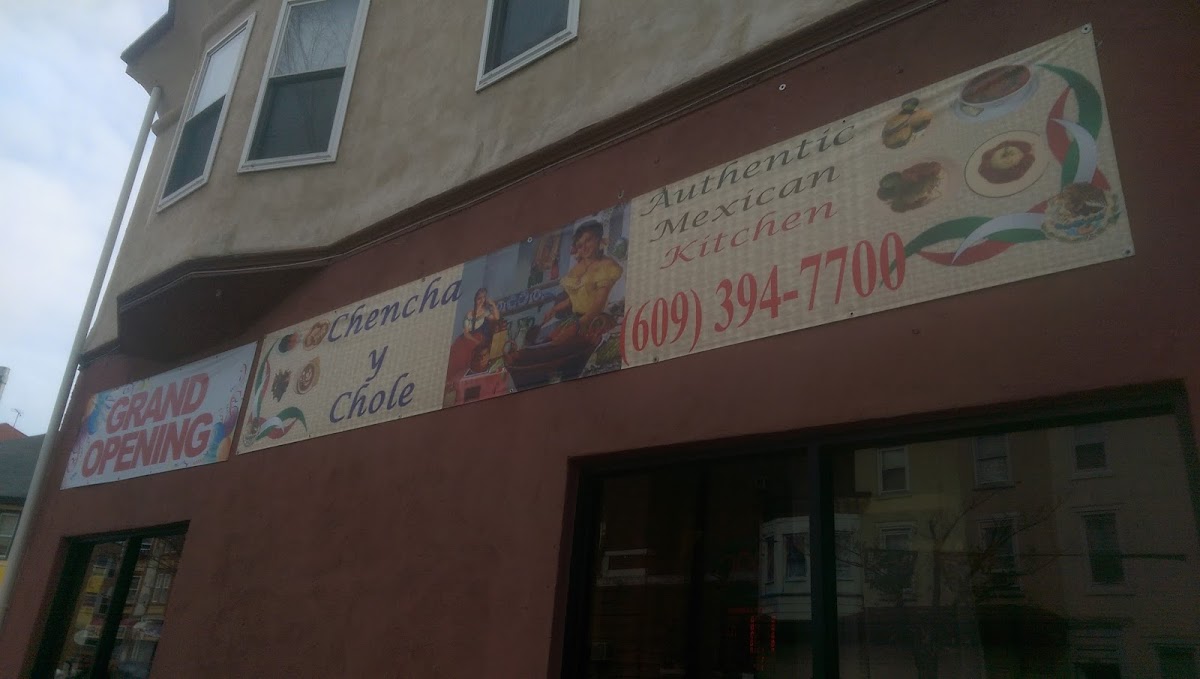 GRAND
OPENING
Chencha
y
Chole
Authentic
Mexican
Kitchen
(609) 394-7700